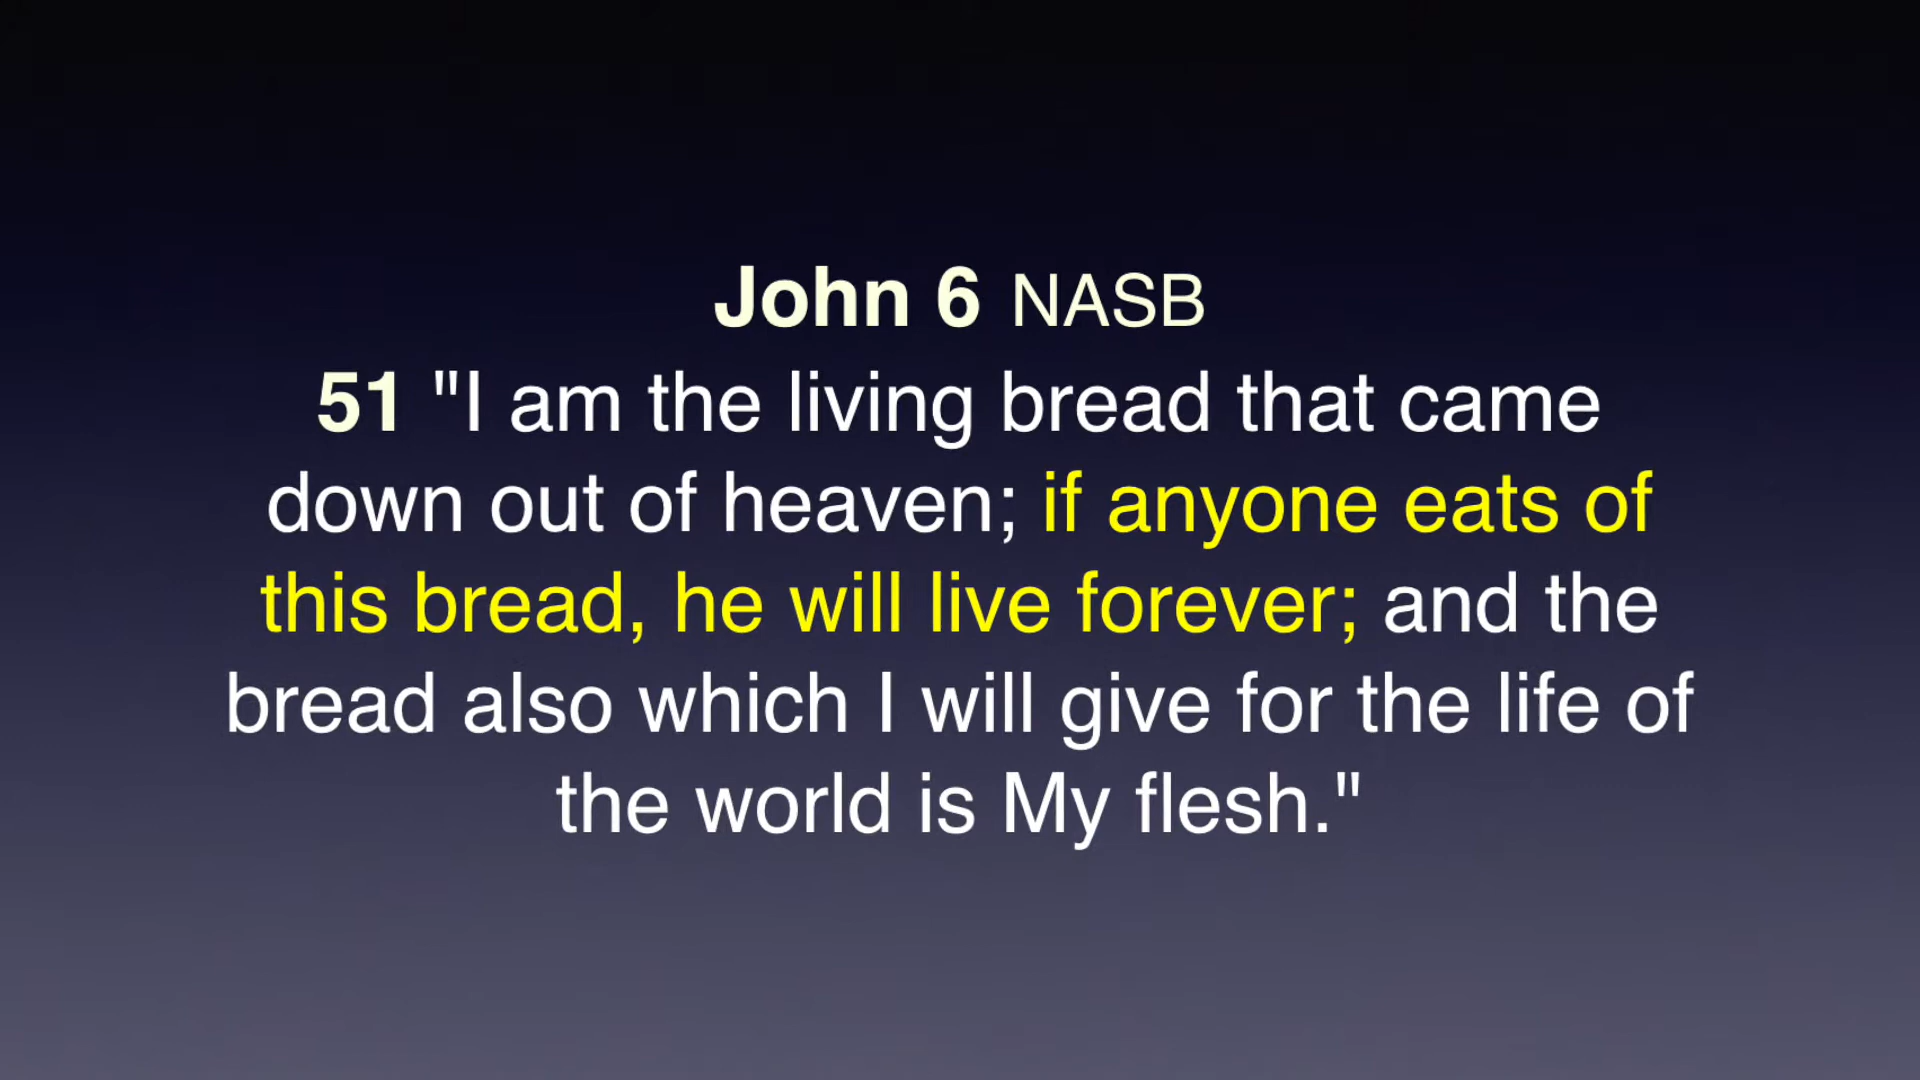 John 6 NASB
51 "I am the living bread that came
down out of heaven; if anyone eats of
this bread, he will live forever; and the
bread also which I will give for the life of
the world is My flesh."